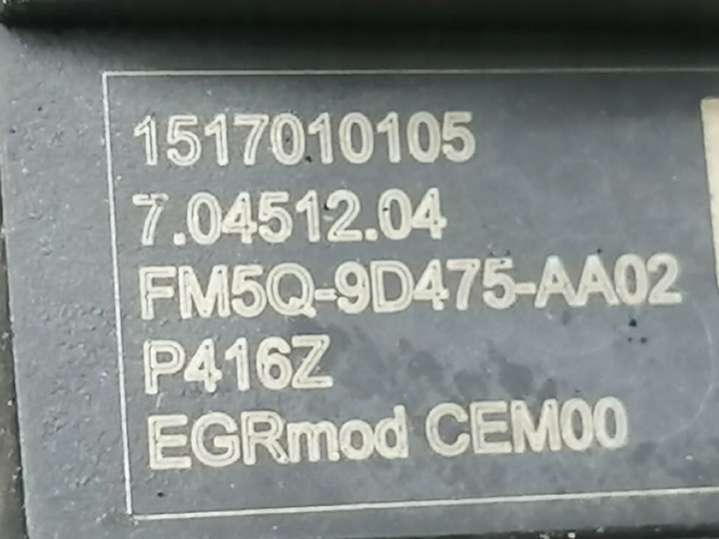 1517010105
7.04512.04
FM5Q-9D475-AA02
P416Z
EGRmod CEM00